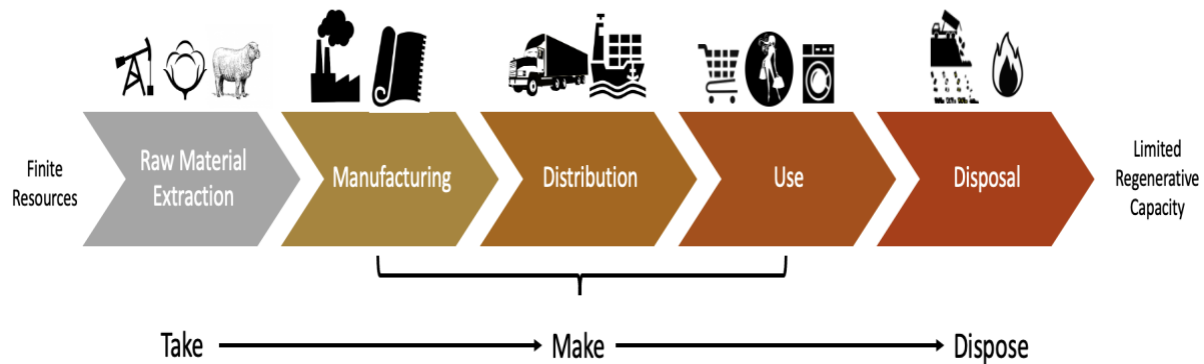 Finite
Resources
Raw Material
Extraction
Manufacturing
Distribution
Use
Disposal
Limited
Regenerative
Capacity
Take
Make
Dispose